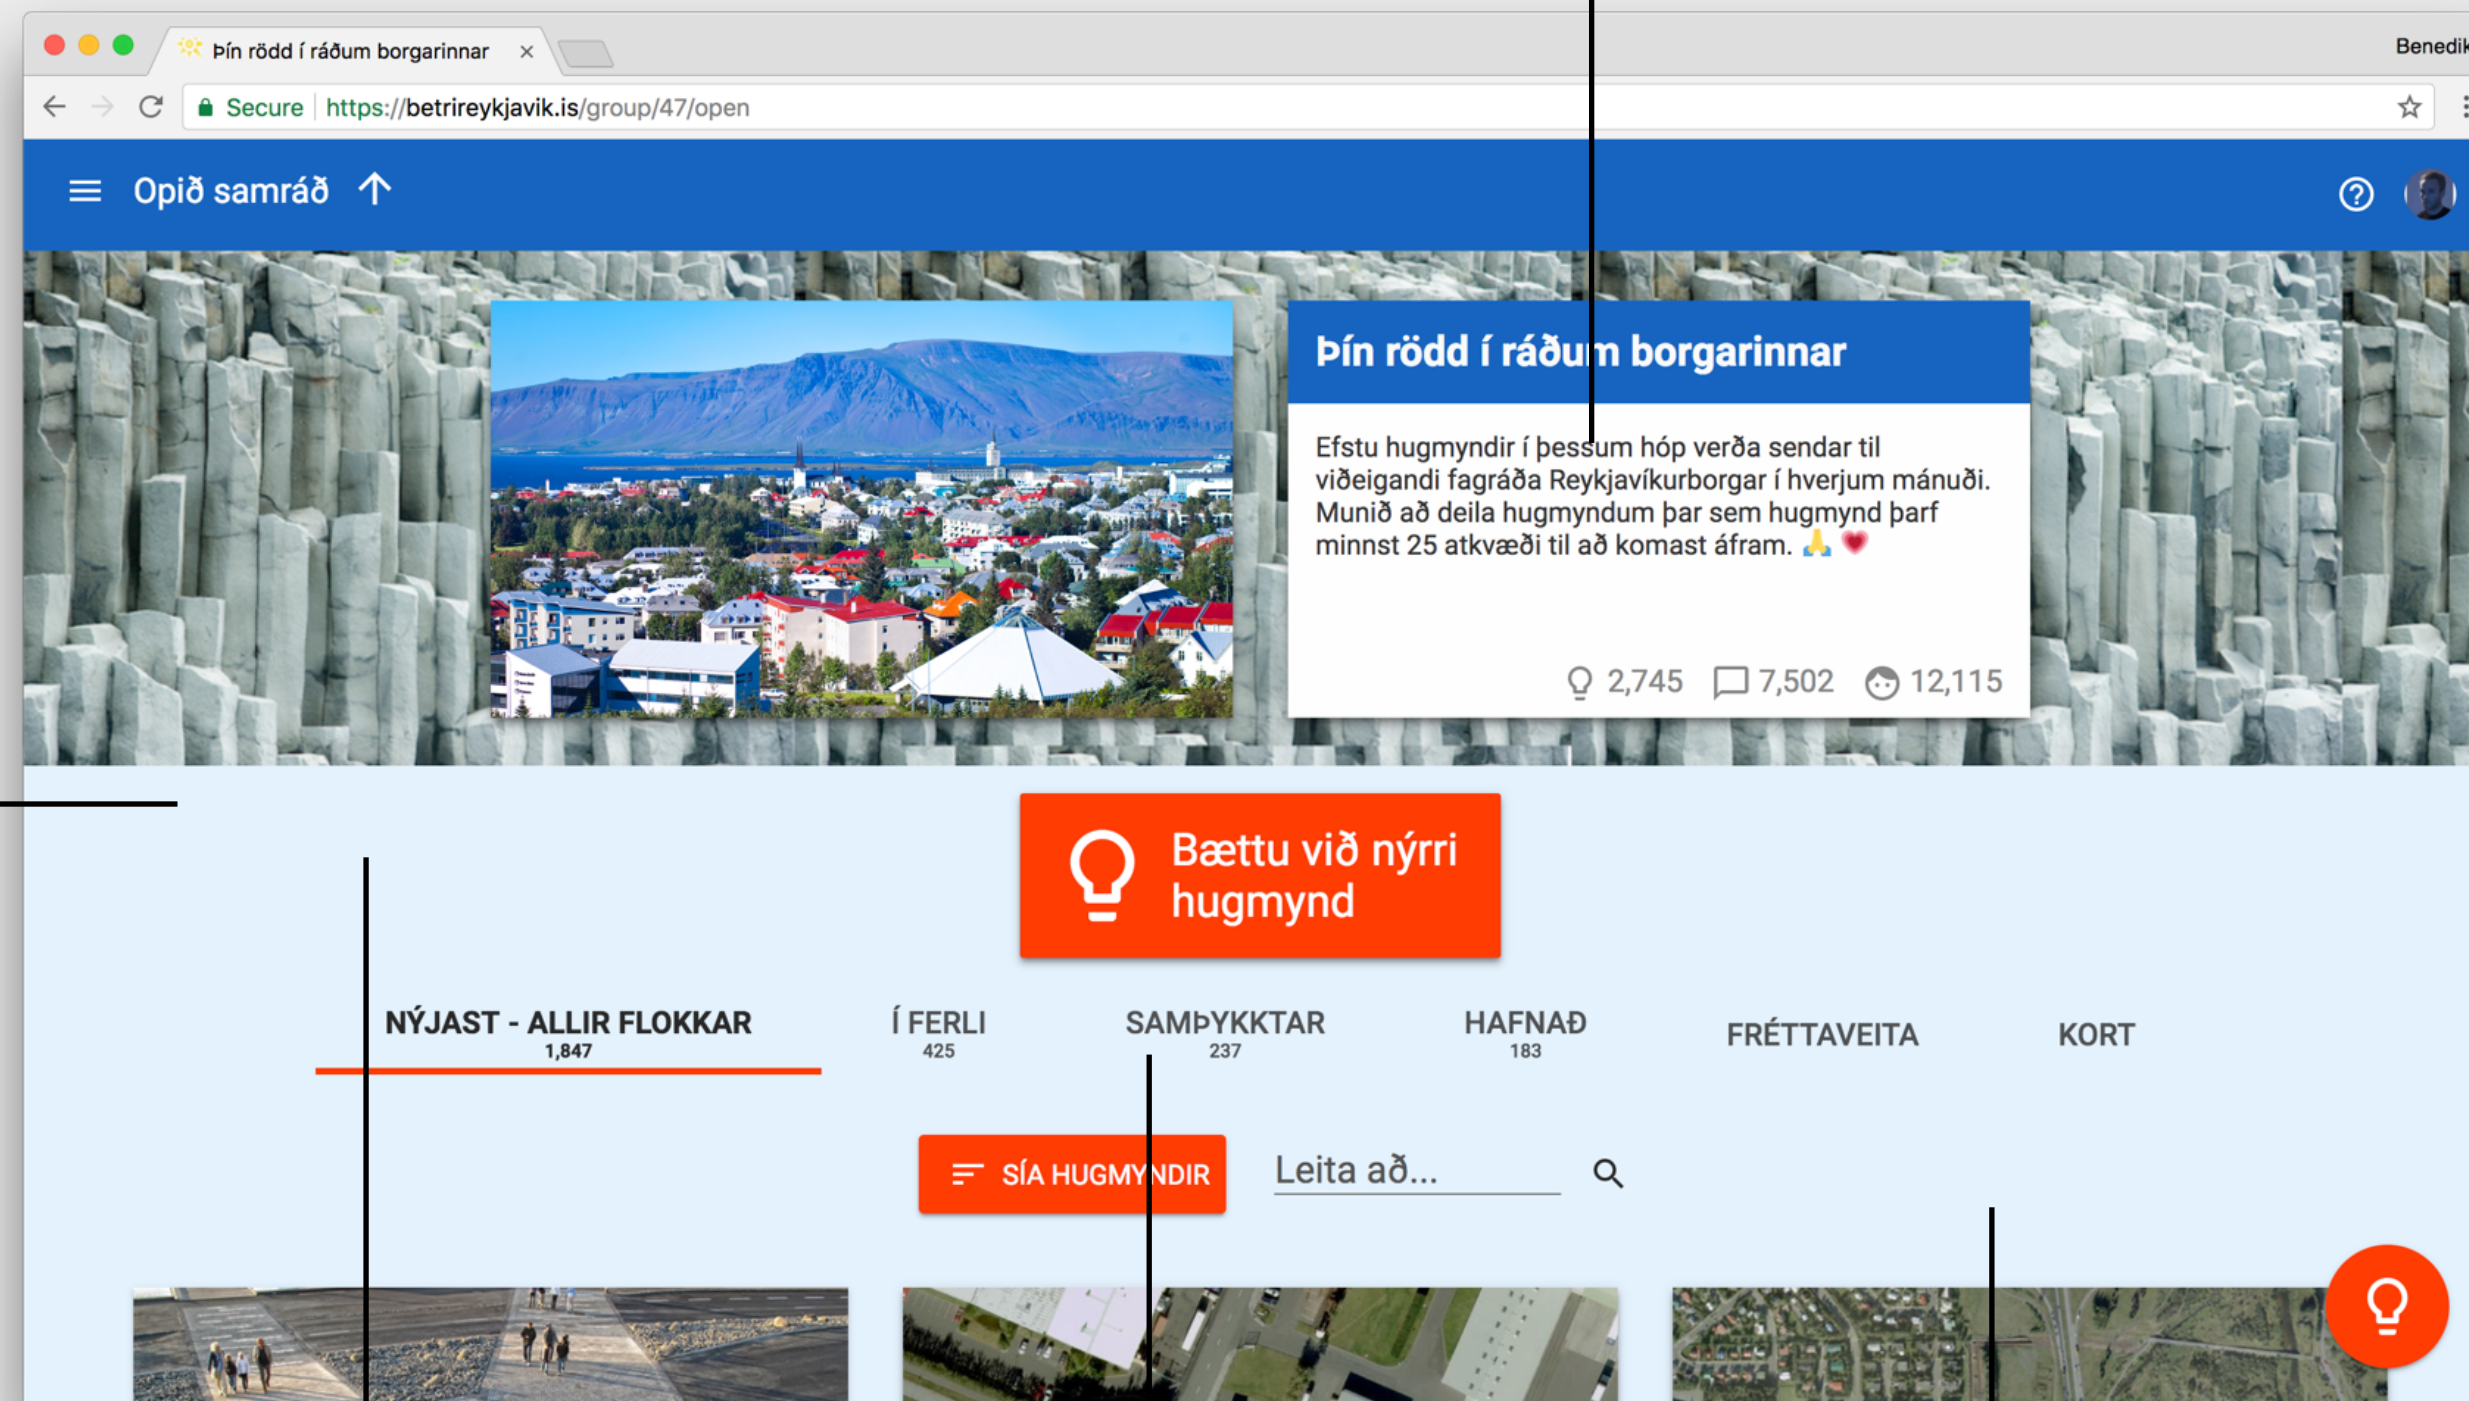 Þín rödd í ráðum borgarinnar
Secure https://betrireykjavik.is/group/47/open
Opið samráð
Þín rödd í ráðum borgarinnar
Efstu hugmyndir í þessum hóp verða sendar til
viðeigandi fagráða Reykjavíkurborgar í hverjum mánuði.
Munið að deila hugmyndum þar sem hugmynd þarf
minnst 25 atkvæði til að komast áfram. 🙏 💗
2,745 7,502 12,115
Bættu við nýrri
hugmynd
NÝJAST - ALLIR FLOKKAR Í FERLI SAMÞYKKTAR HAFNAÐ FRÉTTAVEITA KORT
1,847 425 237 183
SÍA HUGMYNDIR Leita að...